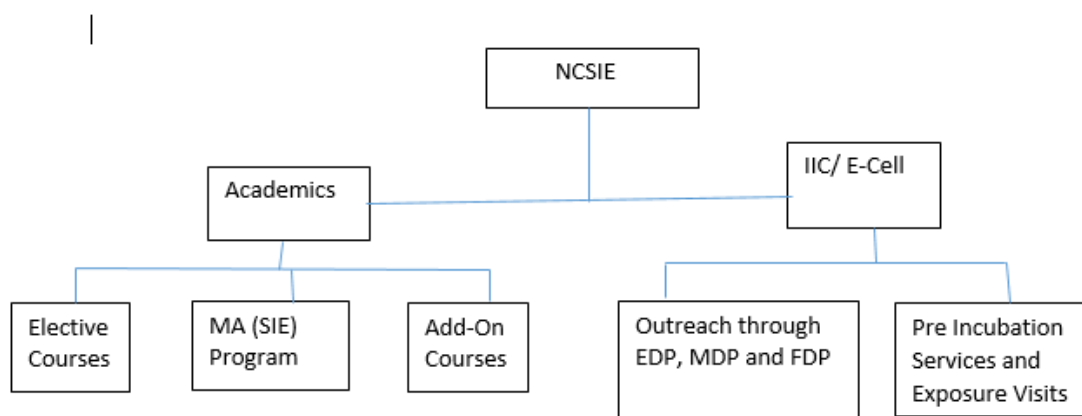 NCSIE
Academics
IIC/ E-Cell
Elective
Courses
MA (SIE)
Program
Add-On
Courses
Outreach through
EDP, MDP and FDP
Pre Incubation
Services and
Exposure Visits